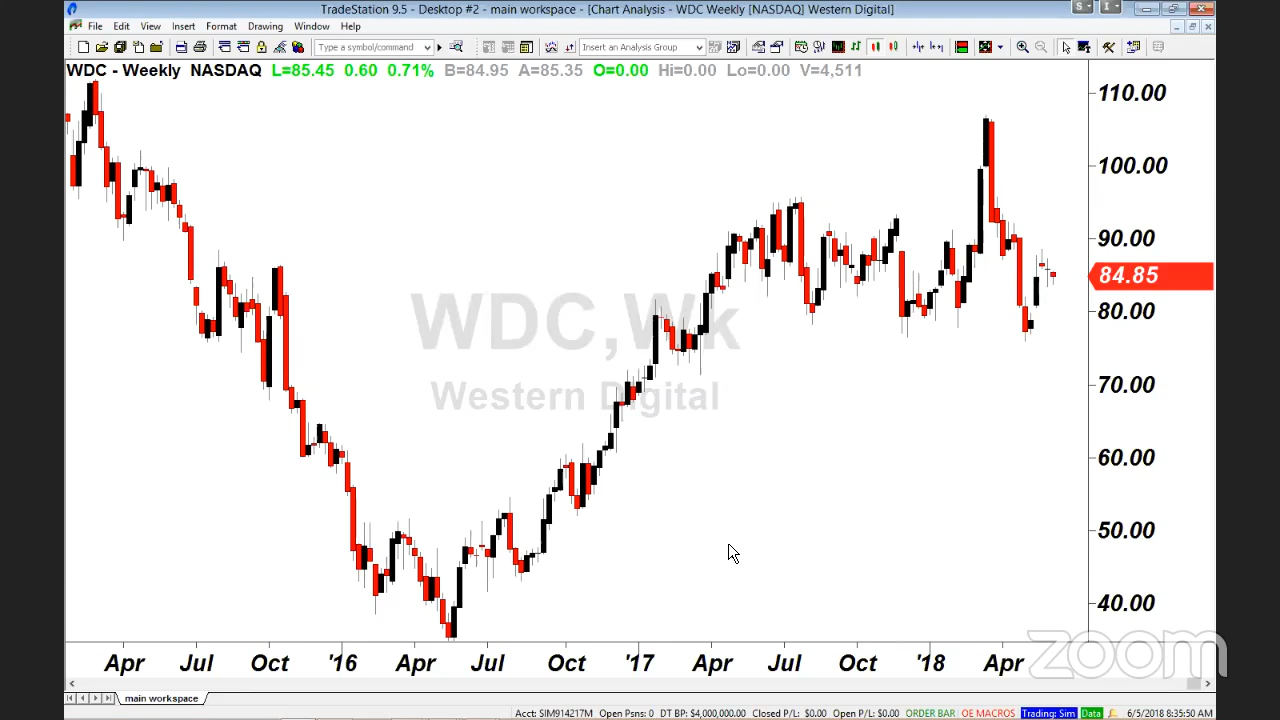 TradeStation 9.5 - Desktop #2 - main workspace - [Chart Analysis - WDC Weekly [NASDAQ] Western Digital]
File Edit View Insert Format Drawing Window Help
Type a symbol/command
Insert an Analysis Group
WDC - Weekly NASDAQ L=85.45 0.60 0.71% B=84.95 A=85.35 O=0.00 Hi=0.00 Lo=0.00 V=4,511
110.00
100.00
90.00
84.85
80.00
70.00
60.00
50.00
40.00
WDC,Wk
Western Digital
Apr Jul Oct '16 Apr Jul Oct '17 Apr Jul Oct '18 Apr
zoom
main workspace
Acct: SIM914217M Open Psns: 0 DT BP: $4,000,000.00 Closed P/L: $0.00 Open P/L: $0.00 ORDER BAR OE MACROS Trading: Sim Data 6/5/2018 8:35:50 AM